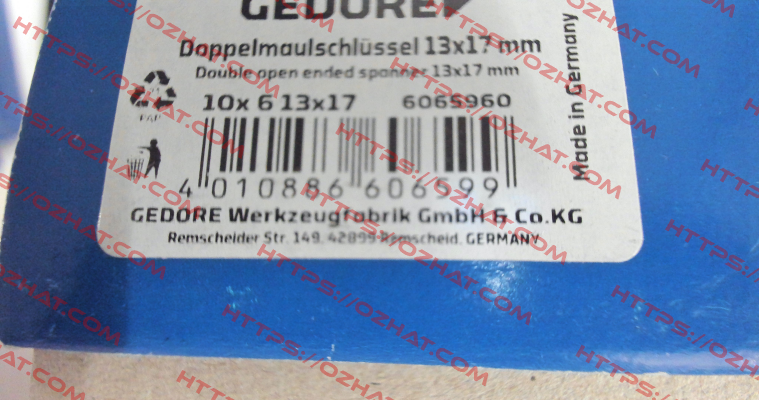 GEDORE
Doppelmaulschlüssel 13x17 mm
Double open ended spanner 13x17 mm
10x 6 13x17 6065960
PAP
4 010886 606599
GEDORE Werkzeugfabrik GmbH & Co.KG
Remscheider Str. 149. 42899 Remscheid. GERMANY
Made in Germany
HTTPS://OZHAT.COM